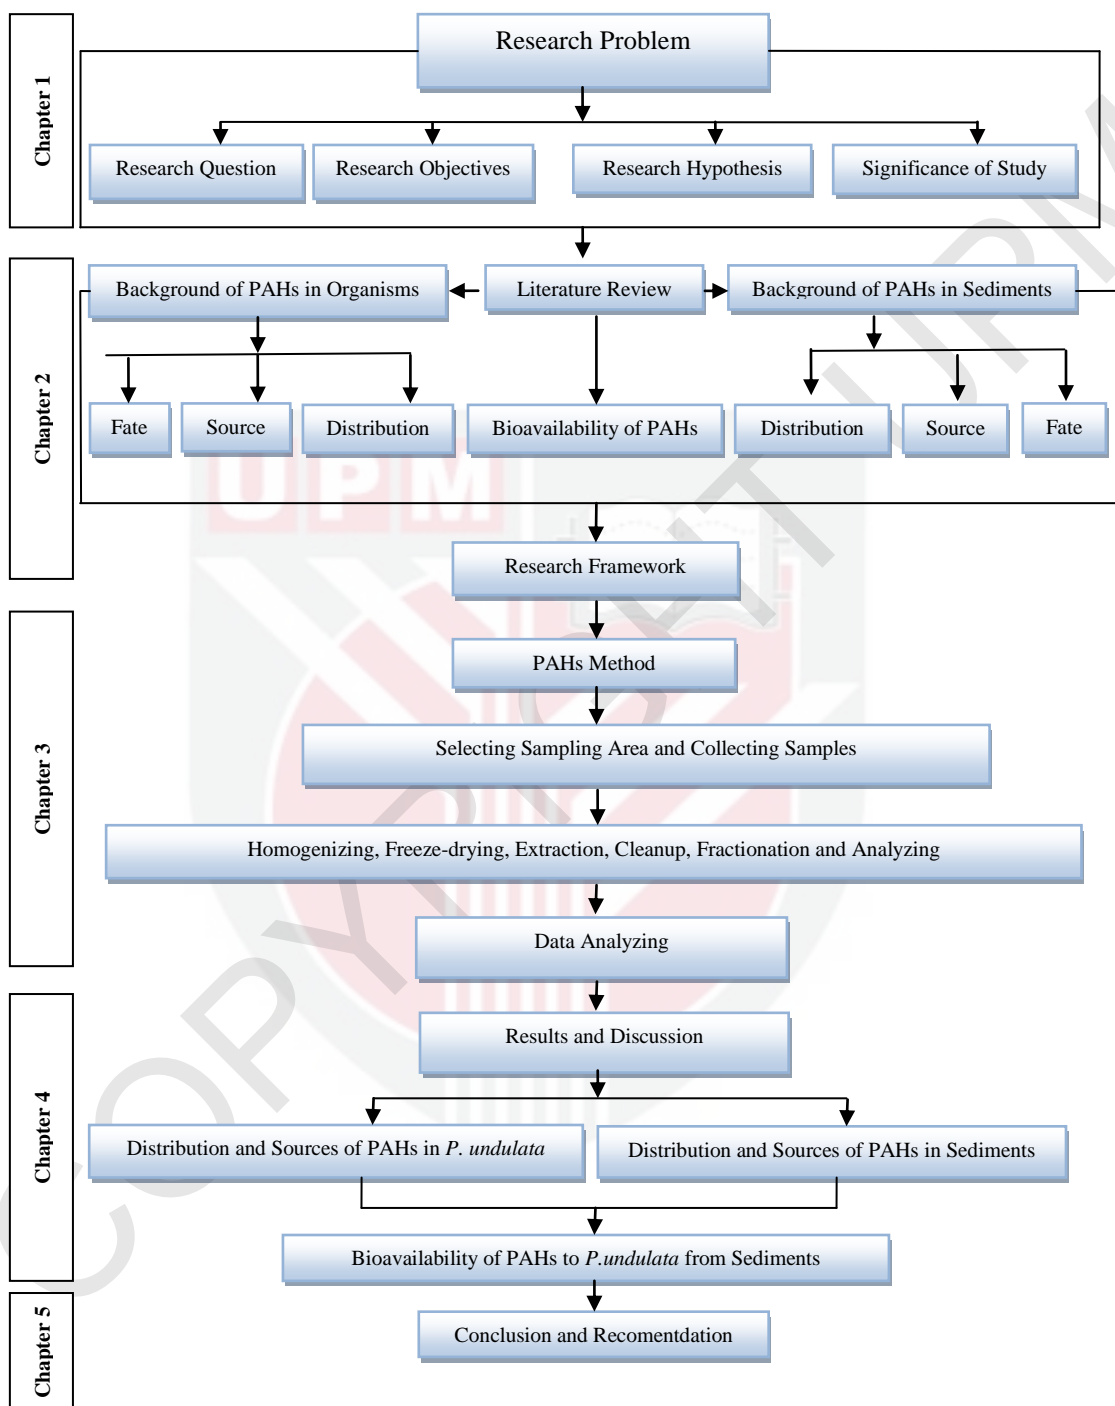 Chapter 1
Research Problem
Research Question
Research Objectives
Research Hypothesis
Significance of Study
Chapter 2
Background of PAHs in Organisms
Literature Review
Background of PAHs in Sediments
Fate
Source
Distribution
Bioavailability of PAHs
Distribution
Source
Fate
UPM
Research Framework
Chapter 3
PAHs Method
Selecting Sampling Area and Collecting Samples
Homogenizing, Freeze-drying, Extraction, Cleanup, Fractionation and Analyzing
Data Analyzing
Chapter 4
Results and Discussion
Distribution and Sources of PAHs in P. undulata
Distribution and Sources of PAHs in Sediments
Bioavailability of PAHs to P.undulata from Sediments
Chapter 5
Conclusion and Recomentdation
COPYRIGHT UPM